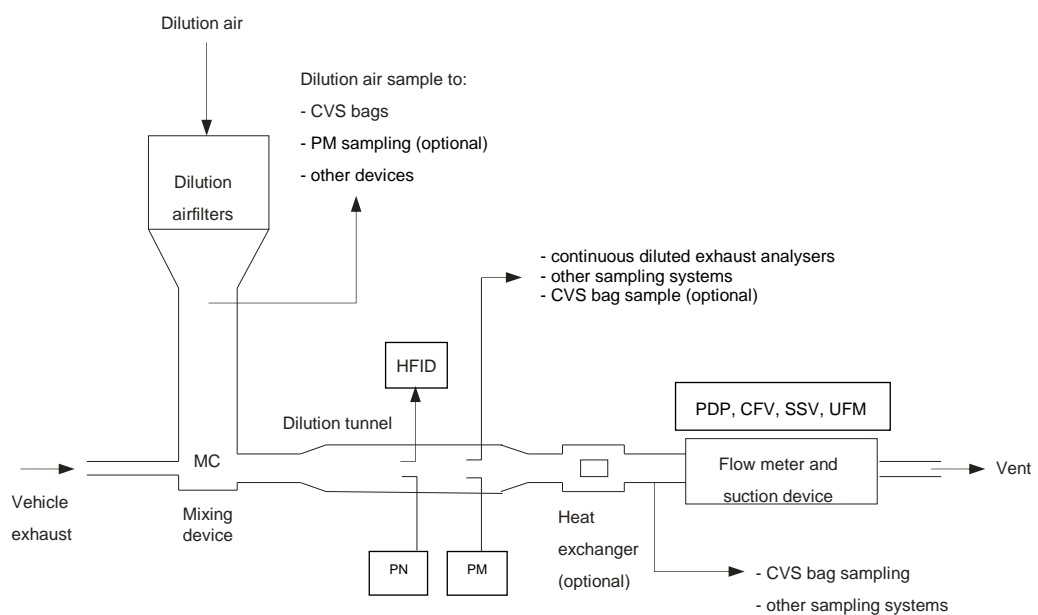 Dilution air
Dilution air sample to:
- CVS bags
- PM sampling (optional)
- other devices
Dilution
airfilters
- continuous diluted exhaust analysers
- other sampling systems
- CVS bag sample (optional)
HFID
PDP, CFV, SSV, UFM
Dilution tunnel
MC
Flow meter and
suction device
Vent
Vehicle
exhaust
Mixing
device
Heat
exchanger
(optional)
PN
PM
- CVS bag sampling
- other sampling systems